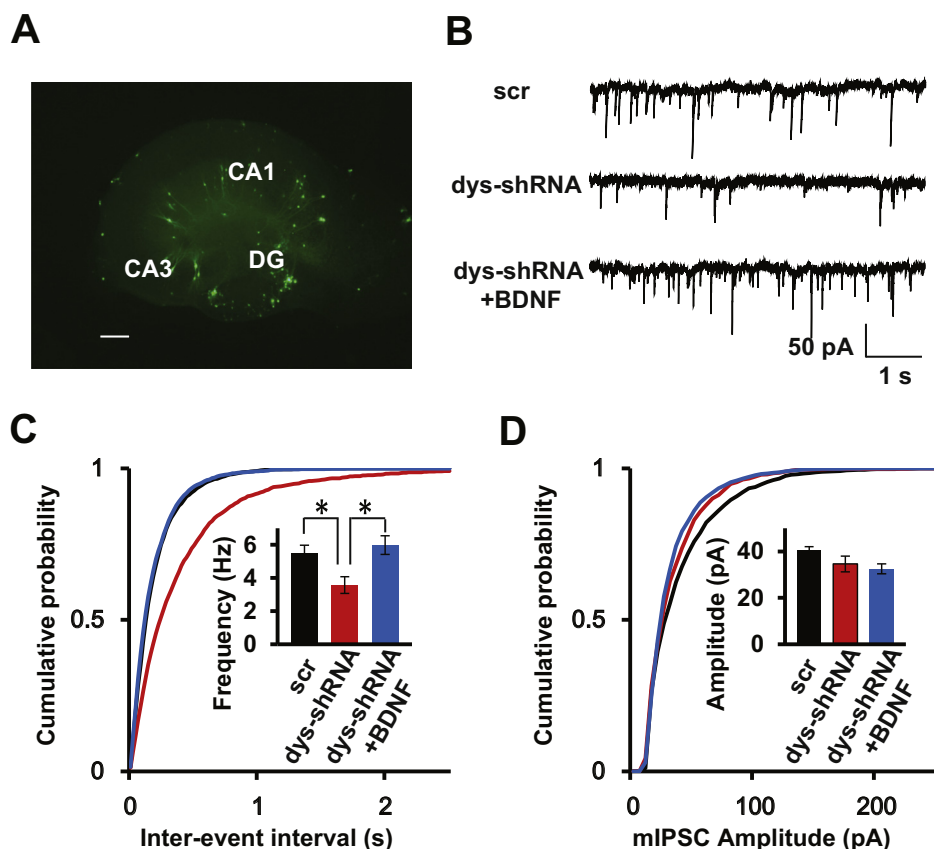 A
CA1
CA3
DG
B
scr
dys-shRNA
dys-shRNA
+BDNF
50 pA
1 s
C
Cumulative probability
1
0.5
0
0
1
2
Inter-event interval (s)
Frequency (Hz)
6
4
2
0
*
*
scr
dys-shRNA
dys-shRNA
+BDNF
D
Cumulative probability
1
0.5
0
0
100
200
mIPSC Amplitude (pA)
Amplitude (pA)
40
20
0
scr
dys-shRNA
dys-shRNA
+BDNF